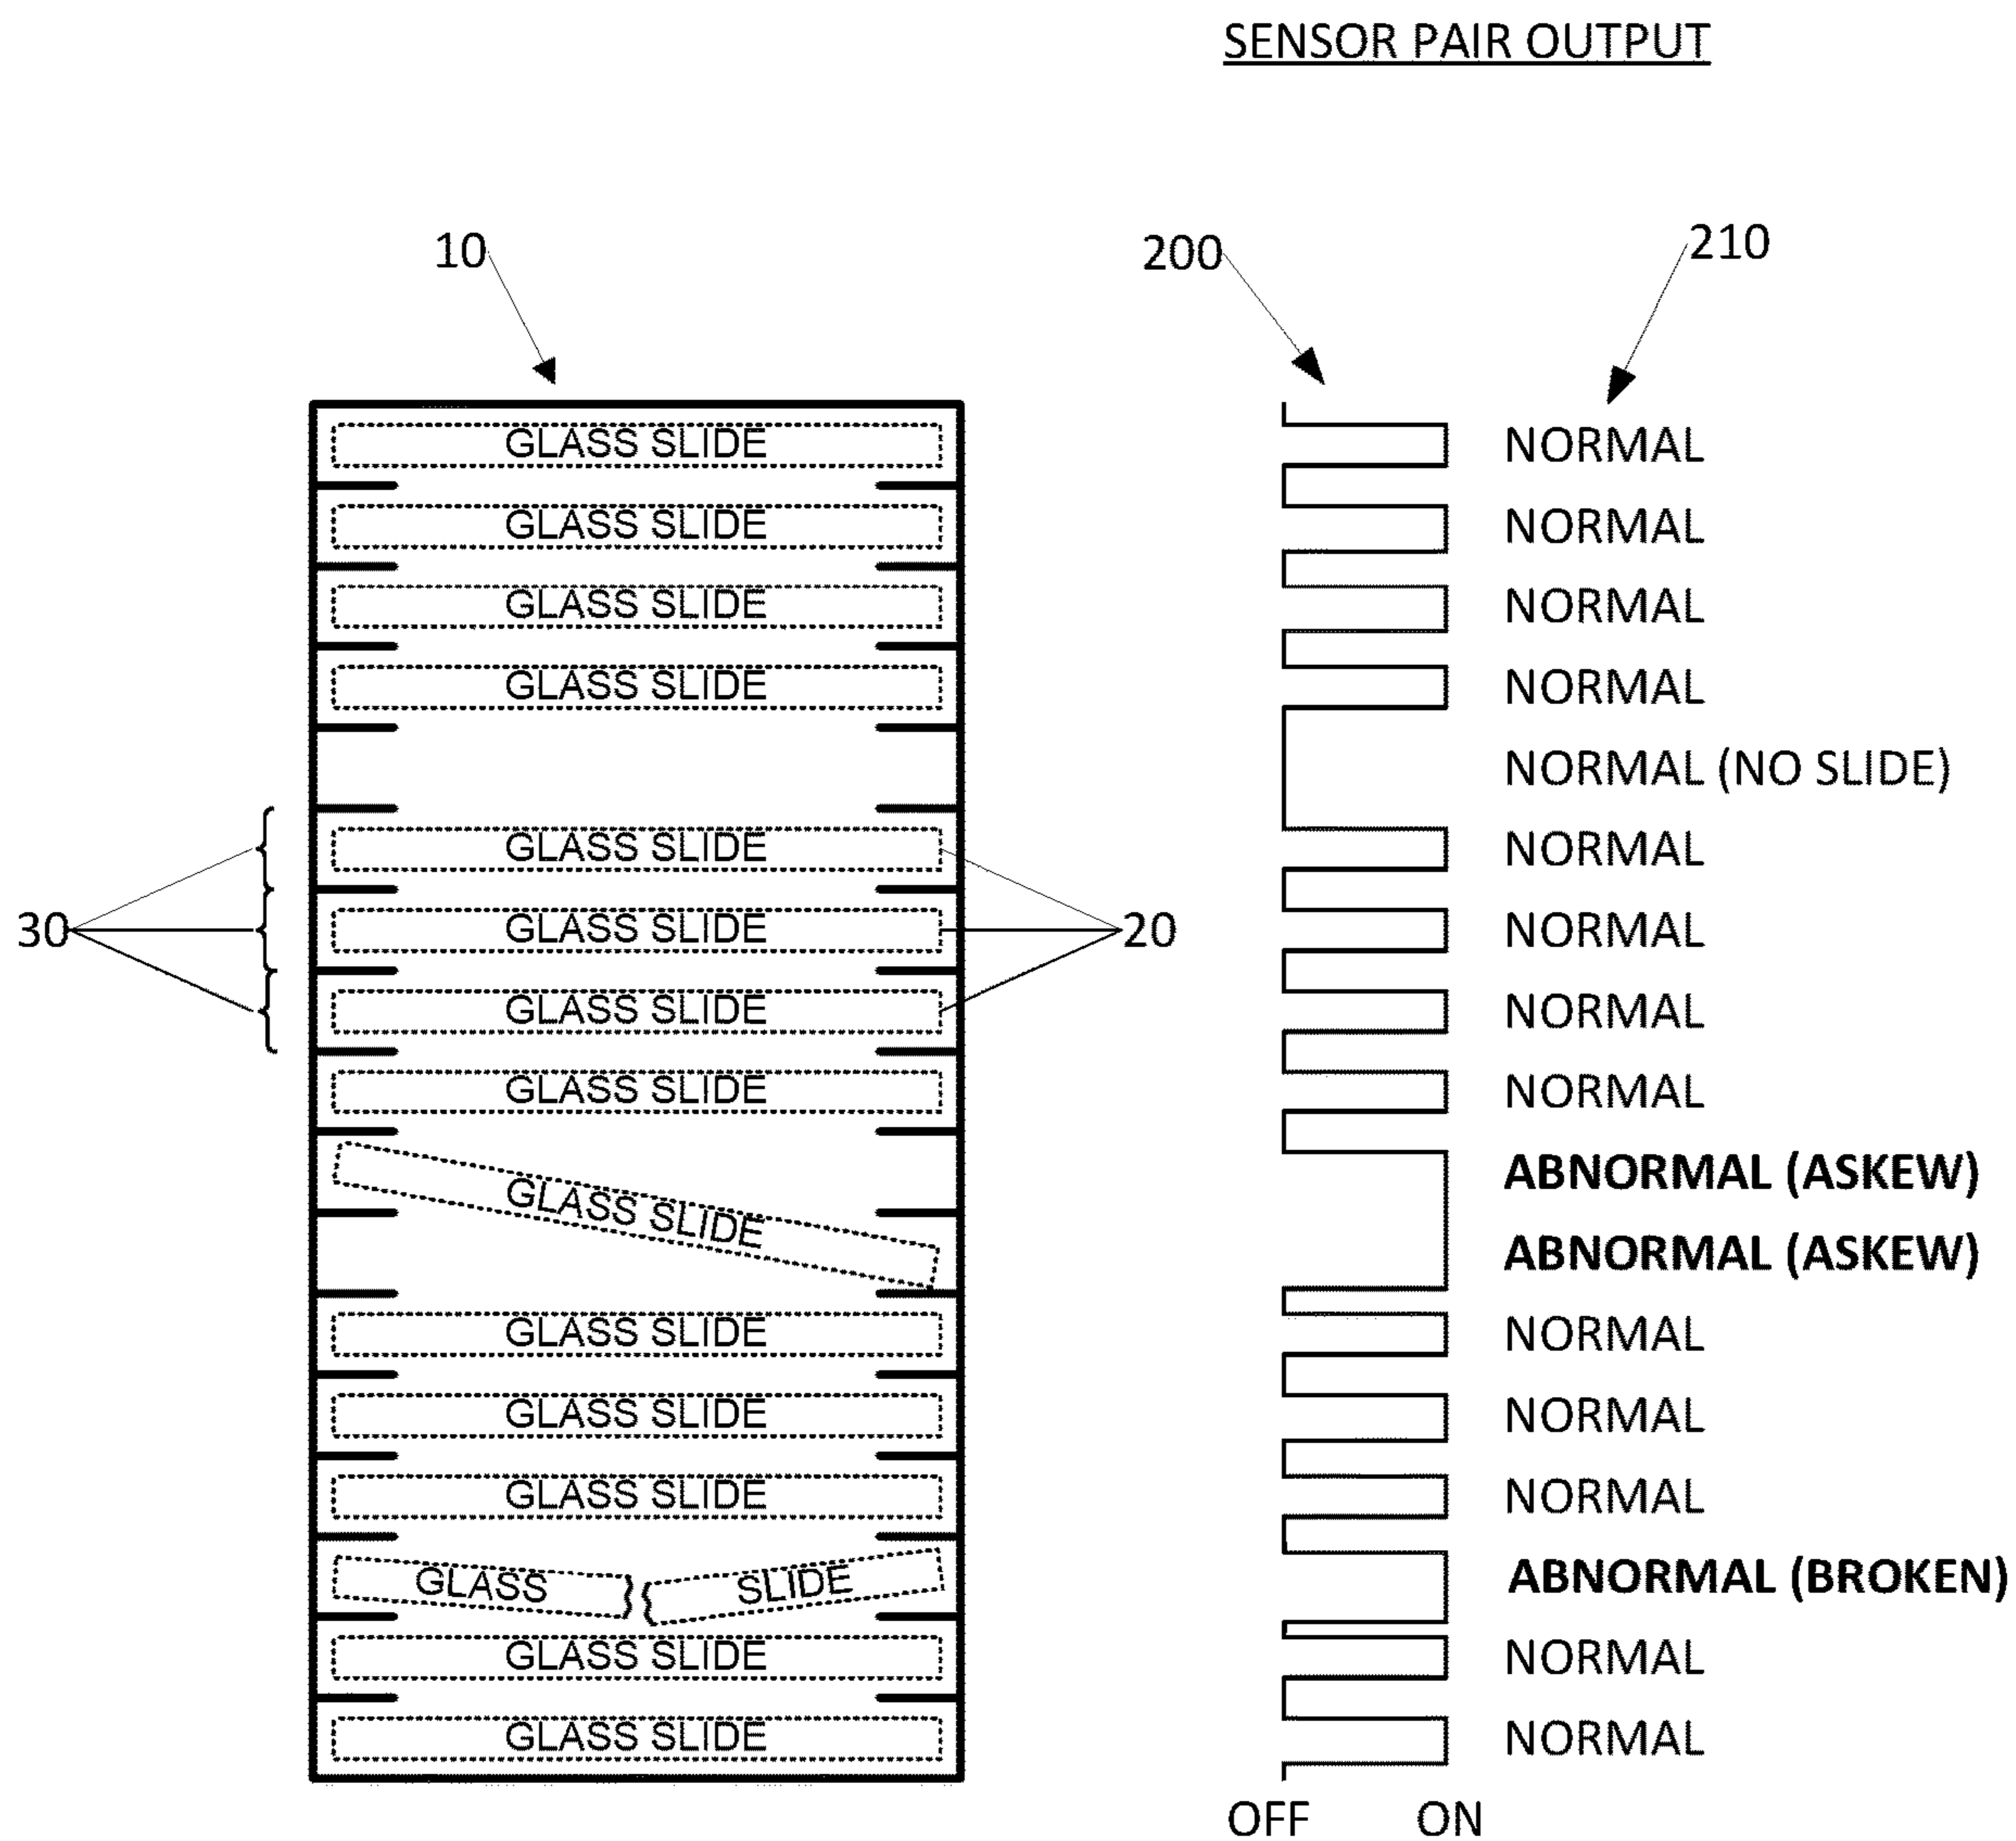 SENSOR PAIR OUTPUT
10
200
210
GLASS SLIDE NORMAL
GLASS SLIDE NORMAL
GLASS SLIDE NORMAL
GLASS SLIDE NORMAL
NORMAL (NO SLIDE)
GLASS SLIDE NORMAL
30 GLASS SLIDE 20 NORMAL
GLASS SLIDE NORMAL
GLASS SLIDE NORMAL
ABNORMAL (ASKEW)
GLASS SLIDE
ABNORMAL (ASKEW)
GLASS SLIDE NORMAL
GLASS SLIDE NORMAL
GLASS SLIDE NORMAL
GLASS SLIDE ABNORMAL (BROKEN)
GLASS SLIDE NORMAL
GLASS SLIDE NORMAL
OFF ON